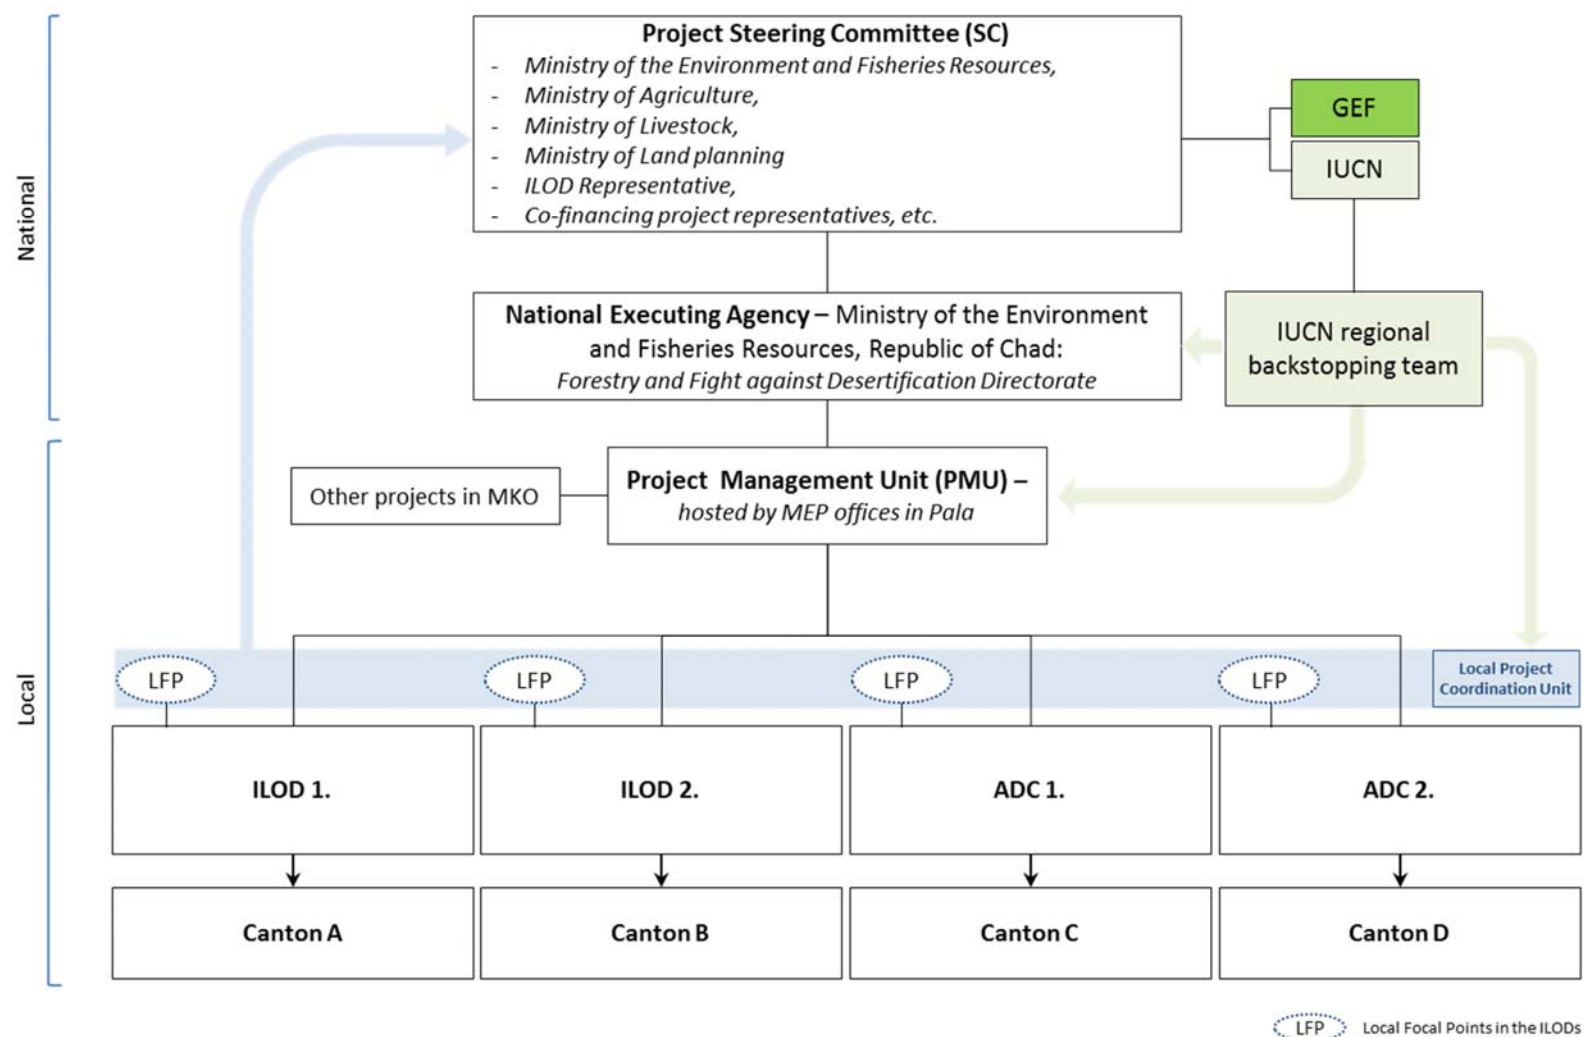 Project Steering Committee (SC)
- Ministry of the Environment and Fisheries Resources,
- Ministry of Agriculture,
- Ministry of Livestock,
- Ministry of Land planning
- ILOD Representative,
- Co-financing project representatives, etc.
GEF
IUCN
National
National Executing Agency – Ministry of the Environment
and Fisheries Resources, Republic of Chad:
Forestry and Fight against Desertification Directorate
IUCN regional
backstopping team
Other projects in MKO
Project Management Unit (PMU) –
hosted by MEP offices in Pala
Local
LFP
LFP
LFP
LFP
Local Project
Coordination Unit
ILOD 1.
ILOD 2.
ADC 1.
ADC 2.
Canton A
Canton B
Canton C
Canton D
LFP Local Focal Points in the ILODs